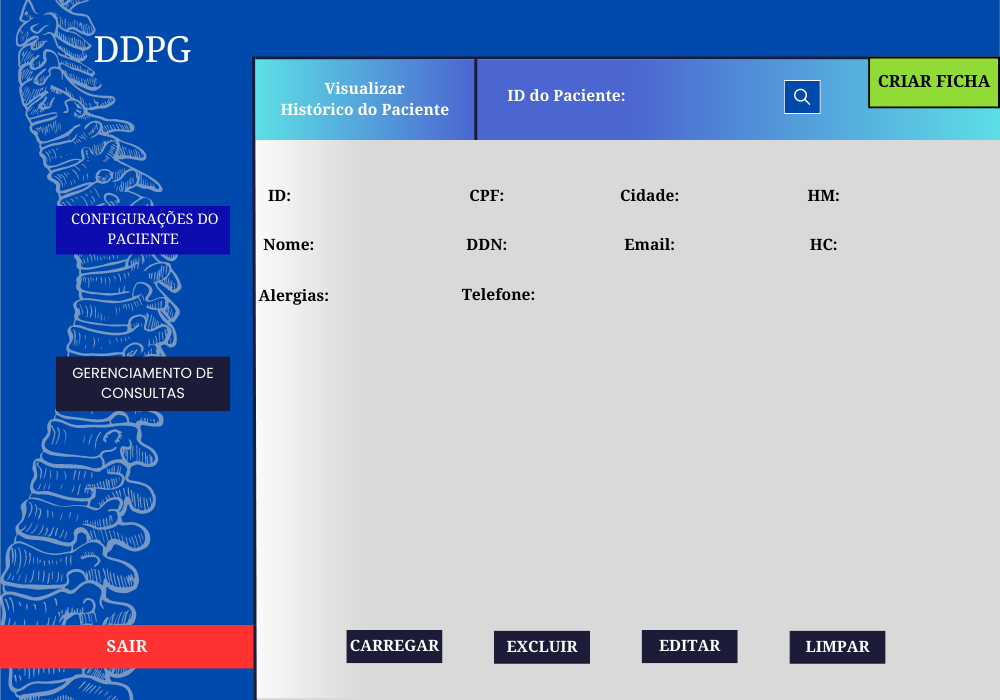 DDPG
Visualizar
Histórico do Paciente
ID do Paciente:
CRIAR FICHA
ID:
CPF:
Cidade:
HM:
CONFIGURAÇÕES DO
PACIENTE
Nome:
DDN:
Email:
HC:
Alergias:
Telefone:
GERENCIAMENTO DE
CONSULTAS
SAIR
CARREGAR
EXCLUIR
EDITAR
LIMPAR